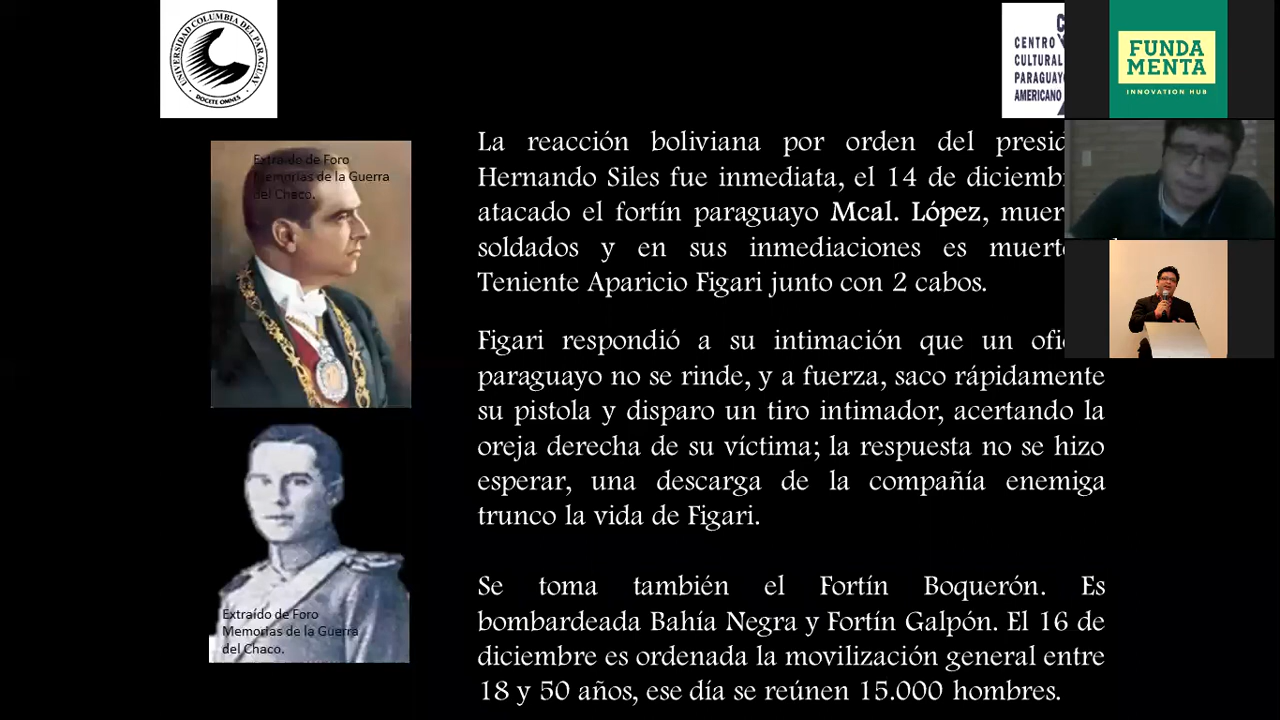 UNIVERSIDAD COLUMBIA DEL PARAGUAY
DOCETE OMNES
CENTRO
CULTURAL
PARAGUAYO
AMERICANO
FUNDA
MENTA
INNOVATION HUB
Extraído de Foro
Memorias de la Guerra
del Chaco.
La reacción boliviana por orden del
Hernando Siles fue inmediata, el 14 de
atacado el fortín paraguayo Mcal. López,
soldados y en sus inmediaciones es
Teniente Aparicio Figari junto con 2 cabos.
Figari respondió a su intimación que un
paraguayo no se rinde, y a fuerza, saco rápidamente
su pistola y disparo un tiro intimador, acertando la
oreja derecha de su víctima; la respuesta no se hizo
esperar, una descarga de la compañía enemiga
trunco la vida de Figari.
Extraído de Foro
Memorias de la Guerra
del Chaco.
Se toma también el Fortín Boquerón. Es
bombardeada Bahía Negra y Fortín Galpón. El 16 de
diciembre es ordenada la movilización general entre
18 y 50 años, ese día se reúnen 15.000 hombres.